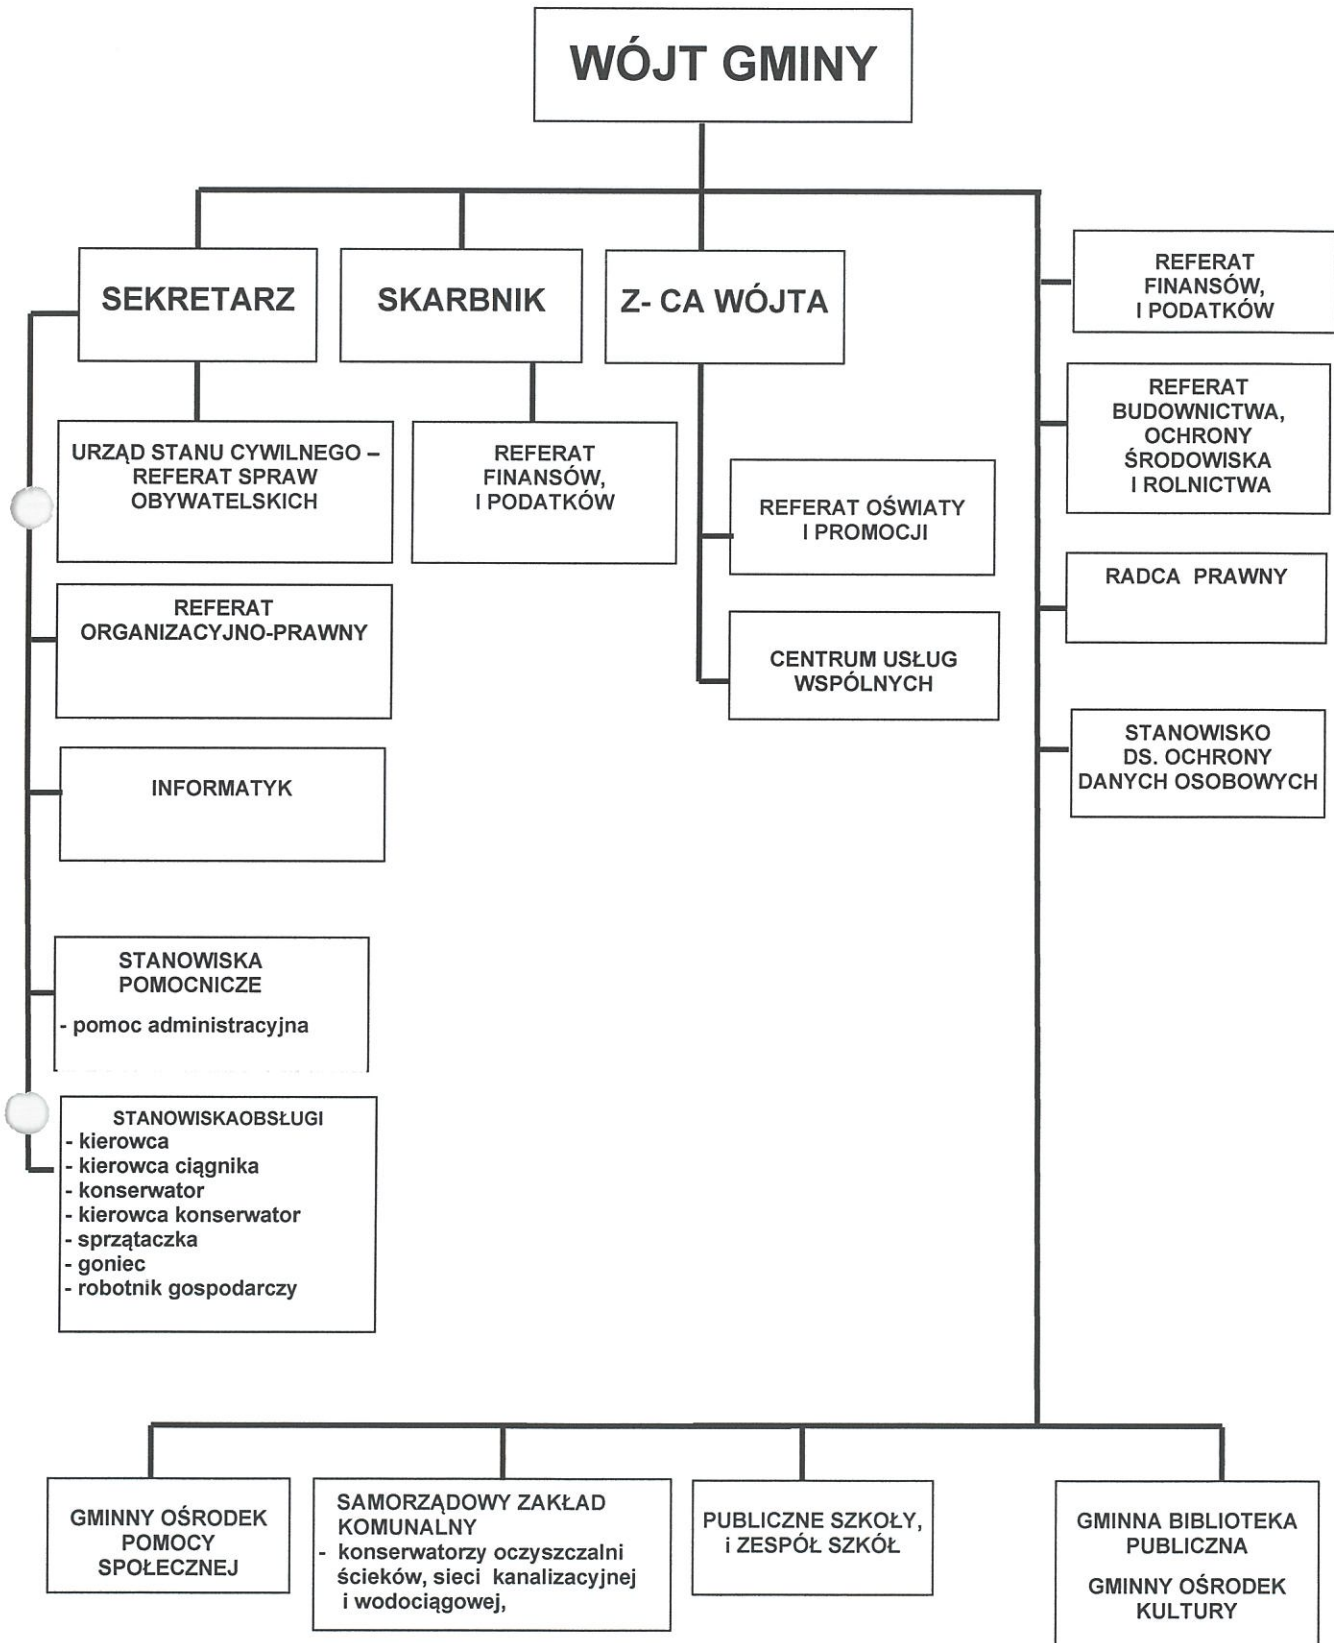 WÓJT GMINY
SEKRETARZ
SKARBNIK
Z- CA WÓJTA
REFERAT
FINANSÓW,
I PODATKÓW
REFERAT
BUDOWNICTWA,
OCHRONY
ŚRODOWISKA
I ROLNICTWA
RADCA PRAWNY
STANOWISKO
DS. OCHRONY
DANYCH OSOBOWYCH
URZĄD STANU CYWILNEGO –
REFERAT SPRAW
OBYWATELSKICH
REFERAT
FINANSÓW,
I PODATKÓW
REFERAT OŚWIATY
I PROMOCJI
CENTRUM USŁUG
WSPÓLNYCH
REFERAT
ORGANIZACYJNO-PRAWNY
INFORMATYK
STANOWISKA
POMOCNICZE
- pomoc administracyjna
STANOWISKAOBSŁUGI
- kierowca
- kierowca ciągnika
- konserwator
- kierowca konserwator
- sprzątaczka
- goniec
- robotnik gospodarczy
GMINNY OŚRODEK
POMOCY
SPOŁECZNEJ
SAMORZĄDOWY ZAKŁAD
KOMUNALNY
- konserwatorzy oczyszczalni
ścieków, sieci kanalizacyjnej
i wodociągowej,
PUBLICZNE SZKOŁY,
i ZESPÓŁ SZKÓŁ
GMINNA BIBLIOTEKA
PUBLICZNA
GMINNY OŚRODEK
KULTURY